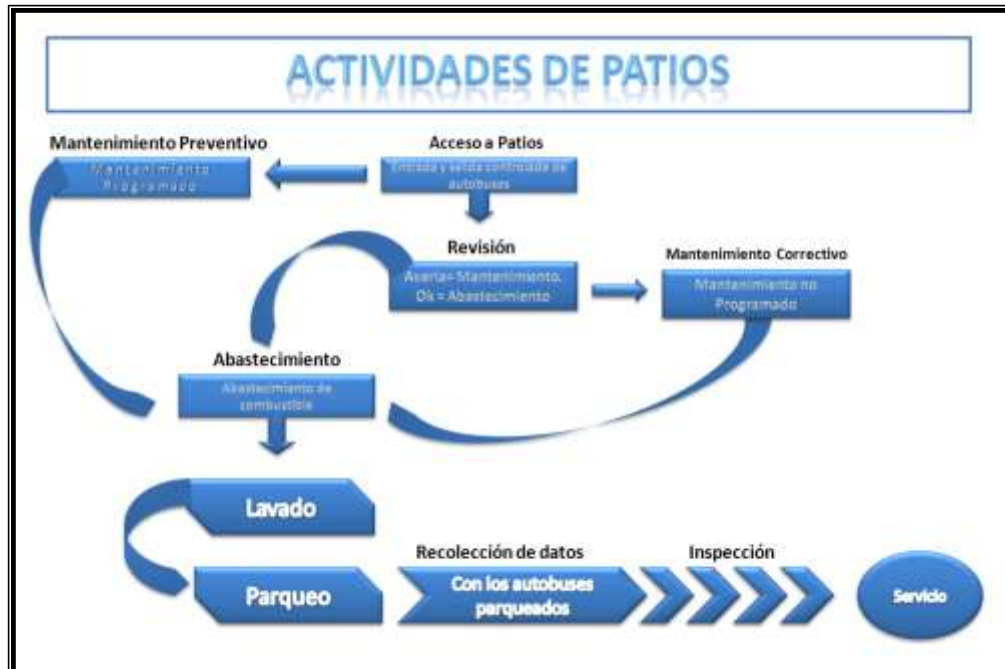 ACTIVIDADES DE PATIOS
Mantenimiento Preventivo
Mantenimiento
Programado
Acceso a Patios
Entrada y salida controlada de
autobuses
Revisión
Avería= Mantenimiento.
Ok = Abastecimiento
Mantenimiento Correctivo
Mantenimiento no
Programado
Abastecimiento
Abastecimiento de
combustible
Lavado
Parqueo
Recolección de datos
Con los autobuses
parqueados
Inspección
Servicio